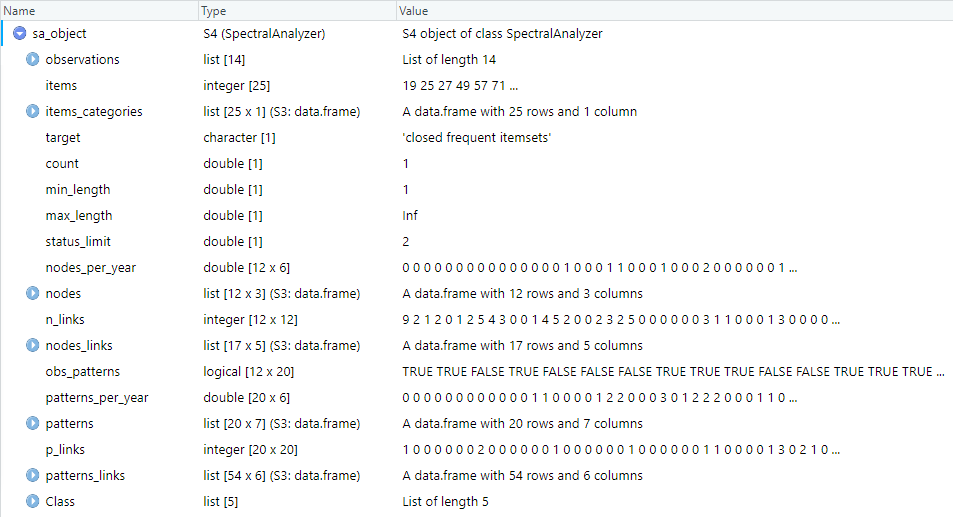 Name Type Value
sa_object S4 (SpectralAnalyzer) S4 object of class SpectralAnalyzer
observations list [14] List of length 14
items integer [25] 19 25 27 49 57 71 ...
items_categories list [25 x 1] (S3: data.frame) A data.frame with 25 rows and 1 column
target character [1] 'closed frequent itemsets'
count double [1] 1
min_length double [1] 1
max_length double [1] Inf
status_limit double [1] 2
nodes_per_year double [12 x 6] 0 0 0 0 0 0 0 0 0 0 0 0 0 0 0 1 0 0 0 1 1 0 0 0 1 0 0 0 2 0 0 0 0 0 0 1 ...
nodes list [12 x 3] (S3: data.frame) A data.frame with 12 rows and 3 columns
n_links integer [12 x 12] 9 2 1 2 0 1 2 5 4 3 0 0 1 4 5 2 0 0 2 3 2 5 0 0 0 0 0 0 3 1 1 0 0 0 1 3 0 0 0 0 ...
nodes_links list [17 x 5] (S3: data.frame) A data.frame with 17 rows and 5 columns
obs_patterns logical [12 x 20] TRUE TRUE FALSE TRUE FALSE FALSE FALSE TRUE TRUE TRUE FALSE FALSE TRUE TRUE TRUE ...
patterns_per_year double [20 x 6] 0 0 0 0 0 0 0 0 0 0 0 0 1 1 0 0 0 0 1 2 2 0 0 0 3 0 1 2 2 2 0 0 0 1 1 0 ...
patterns list [20 x 7] (S3: data.frame) A data.frame with 20 rows and 7 columns
p_links integer [20 x 20] 1 0 0 0 0 0 0 2 0 0 0 0 0 0 1 0 0 0 0 0 0 1 0 0 0 0 0 0 1 1 0 0 0 0 1 3 0 2 1 0 ...
patterns_links list [54 x 6] (S3: data.frame) A data.frame with 54 rows and 6 columns
Class list [5] List of length 5